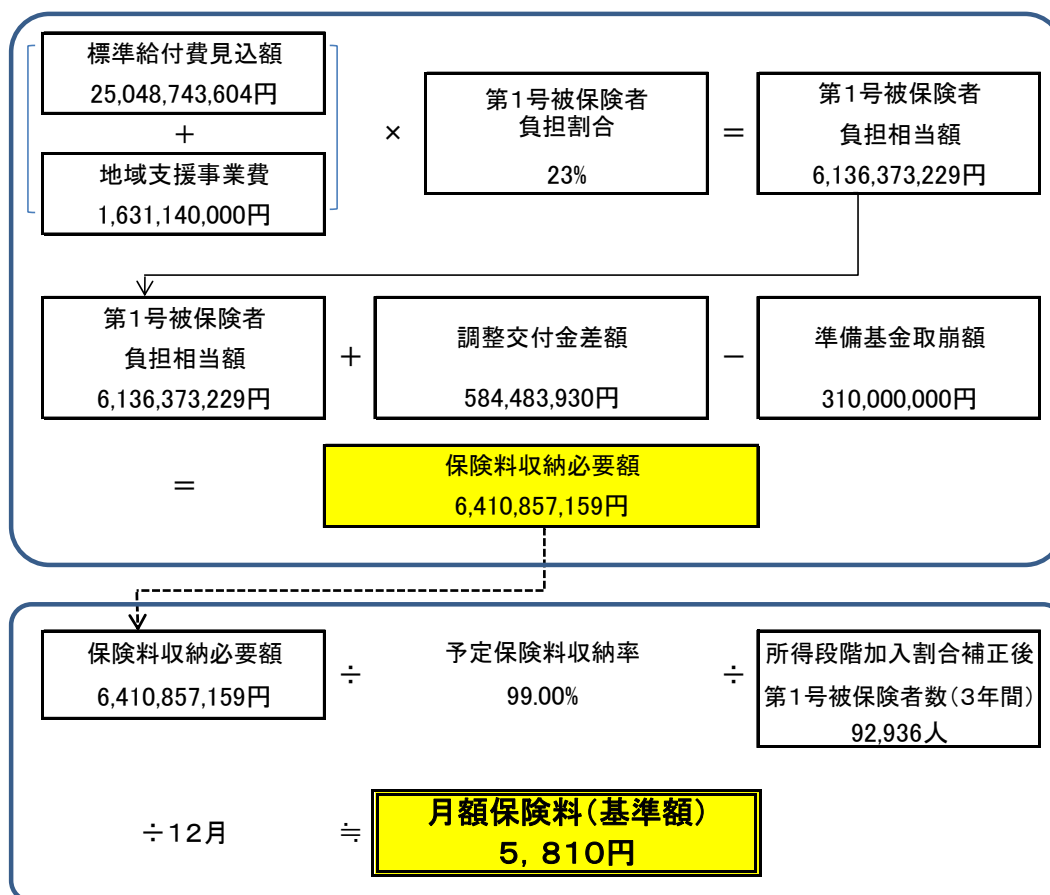 標準給付費見込額
25,048,743,604円
＋
地域支援事業費
1,631,140,000円
×
第1号被保険者
負担割合
23%
＝
第1号被保険者
負担相当額
6,136,373,229円
第1号被保険者
負担相当額
6,136,373,229円
＋
調整交付金差額
584,483,930円
－
準備基金取崩額
310,000,000円
＝
保険料収納必要額
6,410,857,159円
保険料収納必要額
6,410,857,159円
÷
予定保険料収納率
99.00%
÷
所得段階加入割合補正後
第1号被保険者数(3年間)
92,936人
÷12月
≒
月額保険料(基準額)
5，810円